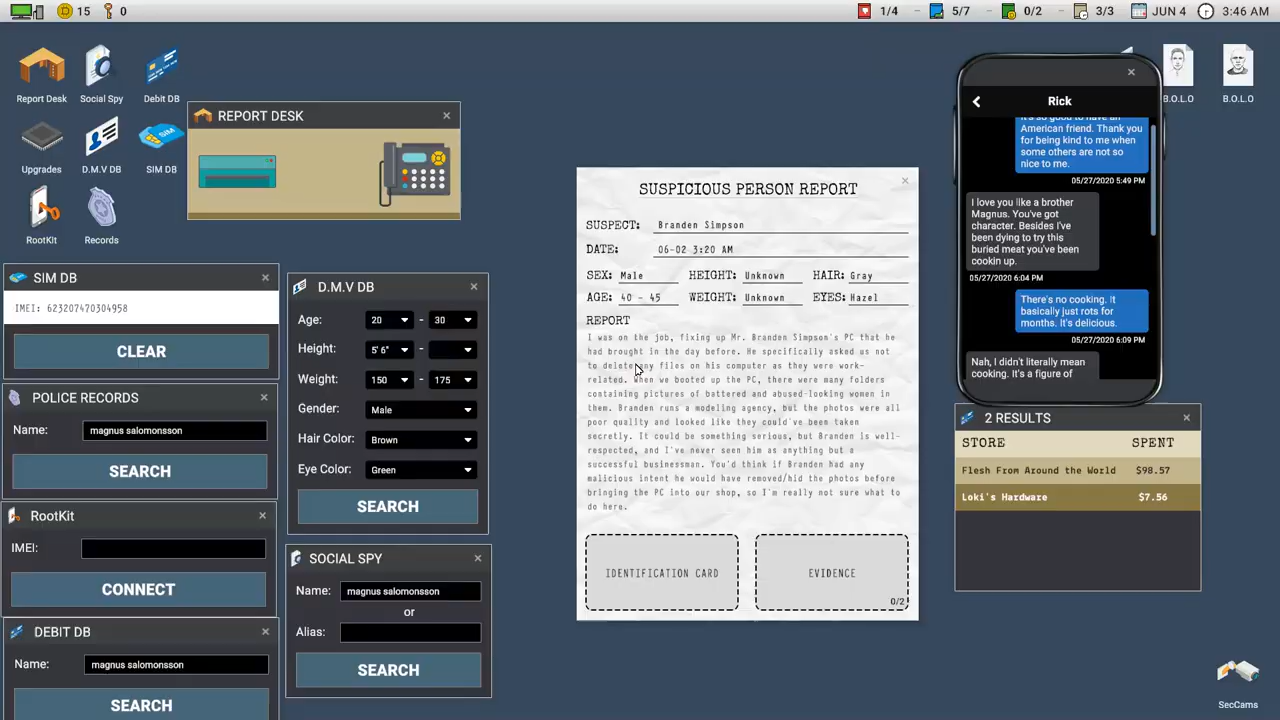 15
0
1/4
5/7
0/2
3/3
JUN 4
3:46 AM
Report Desk
Social Spy
Debit DB
Upgrades
D.M.V DB
SIM DB
RootKit
Records
REPORT DESK
SIM DB
IMEI: 623207470304958
CLEAR
POLICE RECORDS
Name: magnus salomonsson
SEARCH
RootKit
IMEI:
CONNECT
DEBIT DB
Name: magnus salomonsson
SEARCH
D.M.V DB
Age: 20 - 30
Height: 5' 6" -
Weight: 150 - 175
Gender: Male
Hair Color: Brown
Eye Color: Green
SEARCH
SOCIAL SPY
Name: magnus salomonsson
or
Alias:
SEARCH
SUSPICIOUS PERSON REPORT
SUSPECT: Branden Simpson
DATE: 06-02 3:20 AM
SEX: Male HEIGHT: Unknown HAIR: Gray
AGE: 40 - 45 WEIGHT: Unknown EYES: Hazel
REPORT
I was on the job, fixing up Mr. Branden Simpson's PC that he
had brought in the day before. He specifically asked us not
to delete any files on his computer as they were work-
related. When we booted up the PC, there were many folders
containing pictures of battered and abused-looking women in
them. Branden runs a modeling agency, but the photos were all
poor quality and looked like they could've been taken
secretly. It could be something serious, but Branden is well-
respected, and I've never seen him as anything but a
successful businessman. You'd think if Branden had any
malicious intent he would have removed/hid the photos before
bringing the PC into our shop, so I'm really not sure what to
do here.
IDENTIFICATION CARD
EVIDENCE
0/2
Rick
It's so good to have an
American friend. Thank you
for being kind to me when
some others are not so
nice to me.
05/27/2020 5:49 PM
I love you like a brother
Magnus. You've got
character. Besides I've
been dying to try this
buried meat you've been
cookin up.
05/27/2020 6:04 PM
There's no cooking. It
basically just rots for
months. It's delicious.
05/27/2020 6:09 PM
Nah, I didn't literally mean
cooking. It's a figure of
B.O.L.O
B.O.L.O
2 RESULTS
STORE SPENT
Flesh From Around the World $98.57
Loki's Hardware $7.56
SecCams